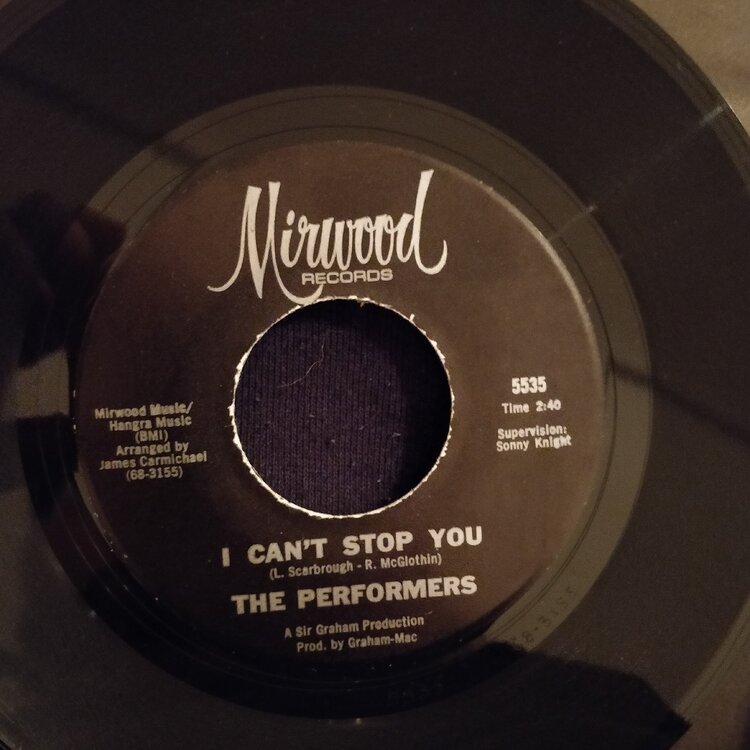 Mirwood
RECORDS
5535
Time 2:40
Supervision:
Sonny Knight
Mirwood Music/
Hangra Music
(BMI)
Arranged by
James Carmichael
(68-3155)
I CAN'T STOP YOU
(L. Scarbrough - R. McGlothin)
THE PERFORMERS
A Sir Graham Production
Prod. by Graham-Mac